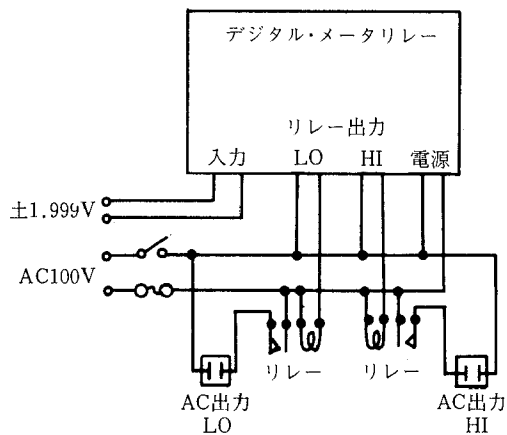 デジタル・メータリレー
リレー出力
入力 LO HI 電源
±1.999V
AC100V
リレー リレー
AC出力 AC出力
LO HI